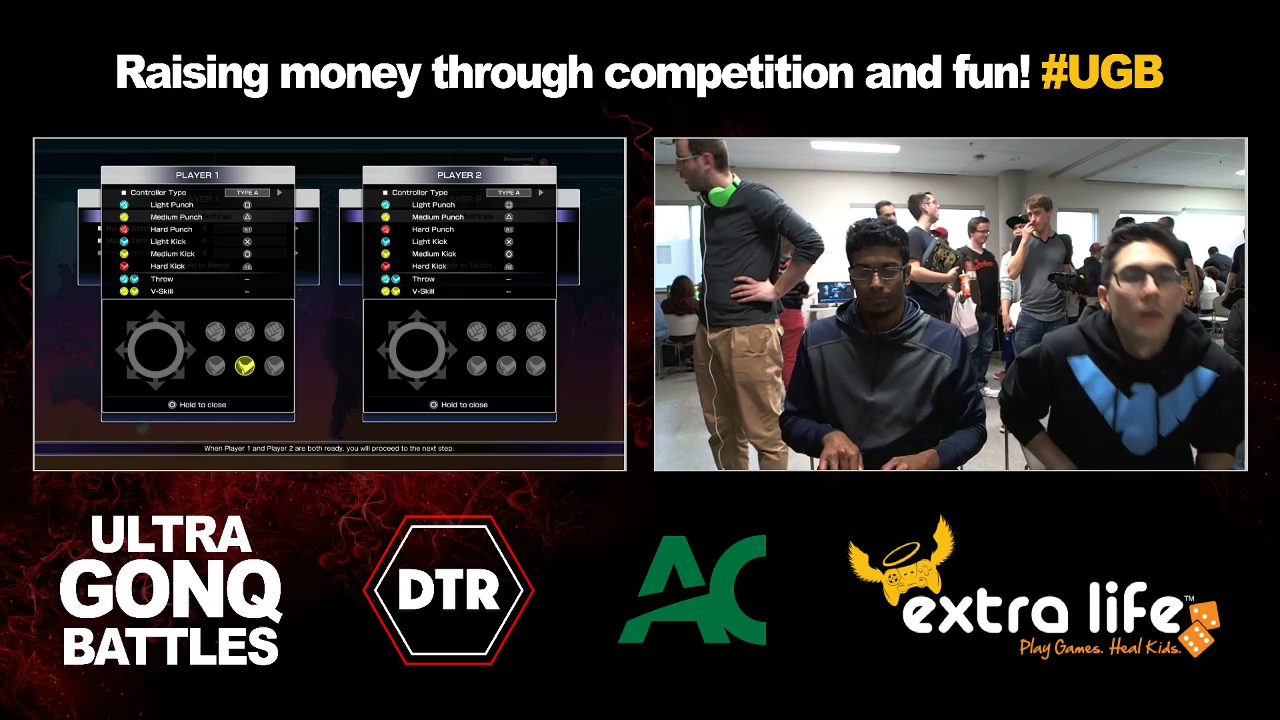 Raising money through competition and fun! #UGB
PLAYER 1
Controller Type TYPE A
Light Punch
Medium Punch
Hard Punch R1
Light Kick
Medium Kick
Hard Kick
Throw –
V-Skill –
Hold to close
PLAYER 2
Controller Type TYPE A
Light Punch
Medium Punch
Hard Punch R1
Light Kick
Medium Kick
Hard Kick
Throw –
V-Skill –
Hold to close
When Player 1 and Player 2 are both ready, you will proceed to the next step.
ULTRA
GONQ
BATTLES
DTR
AC
extra life™
Play Games. Heal Kids.